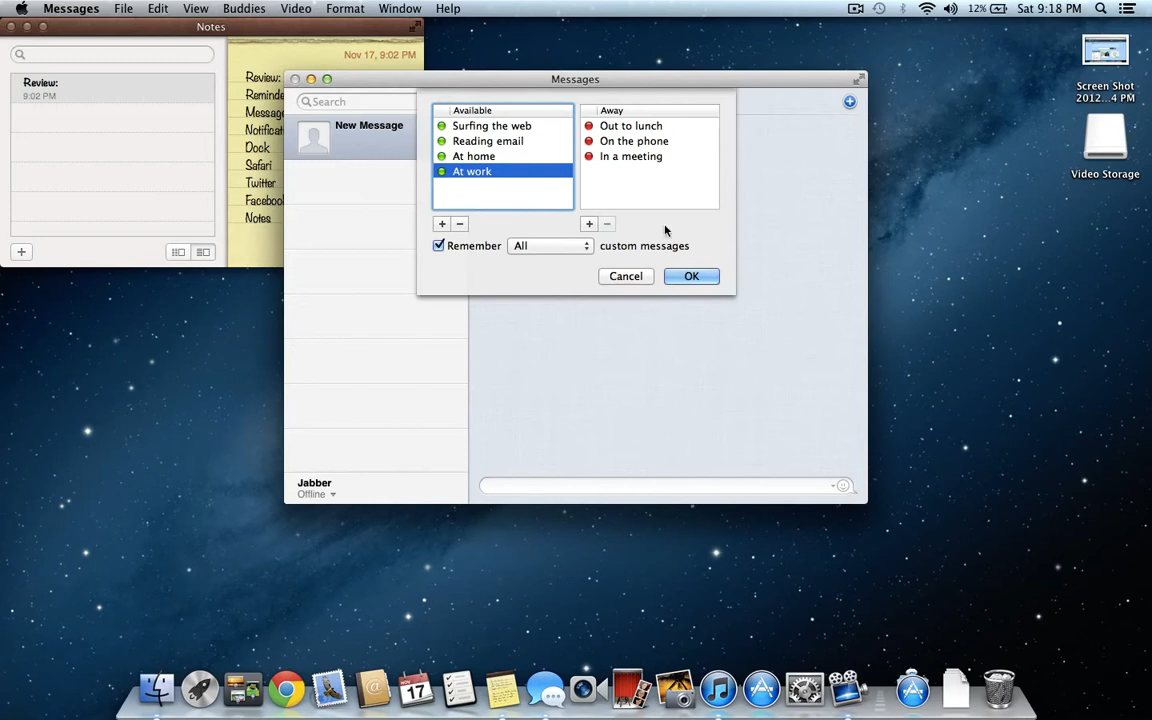 Messages File Edit View Buddies Video Format Window Help 12% Sat 9:18 PM
Notes
Nov 17, 9:02 PM
Review:
9:02 PM
Review:
Reminde
Message
Notificat
Dock
Safari
Twitter
Facebook
Notes
Messages
Search
New Message
Available
Surfing the web
Reading email
At home
At work
Away
Out to lunch
On the phone
In a meeting
Remember All custom messages
Cancel OK
Jabber
Offline
Screen Shot
2012...4 PM
Video Storage
NOV
17